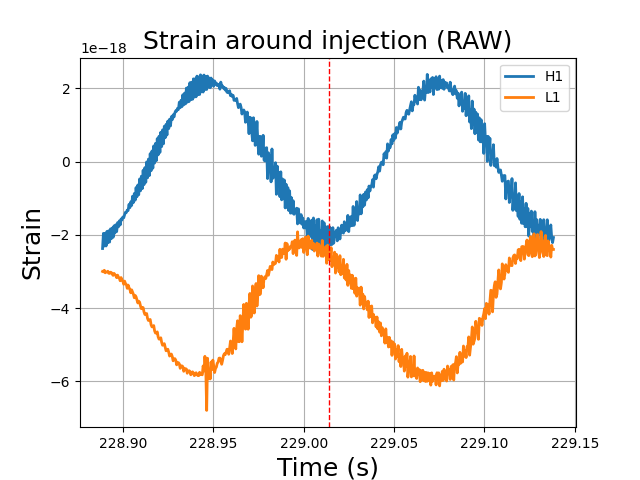 Strain around injection (RAW)
1e−18
H1
L1
2
0
−2
−4
−6
Strain
228.90 228.95 229.00 229.05 229.10 229.15
Time (s)